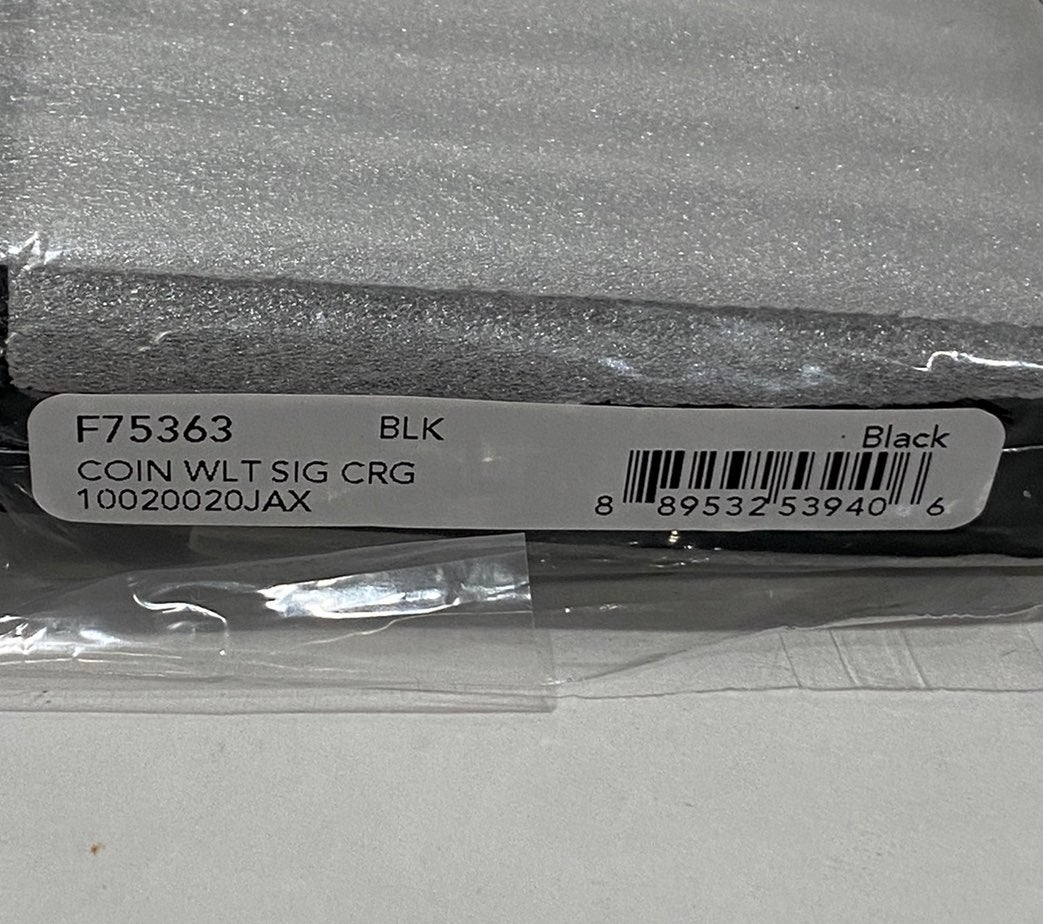 F75363 BLK Black
COIN WLT SIG CRG
10020020JAX
8 89532 53940 6